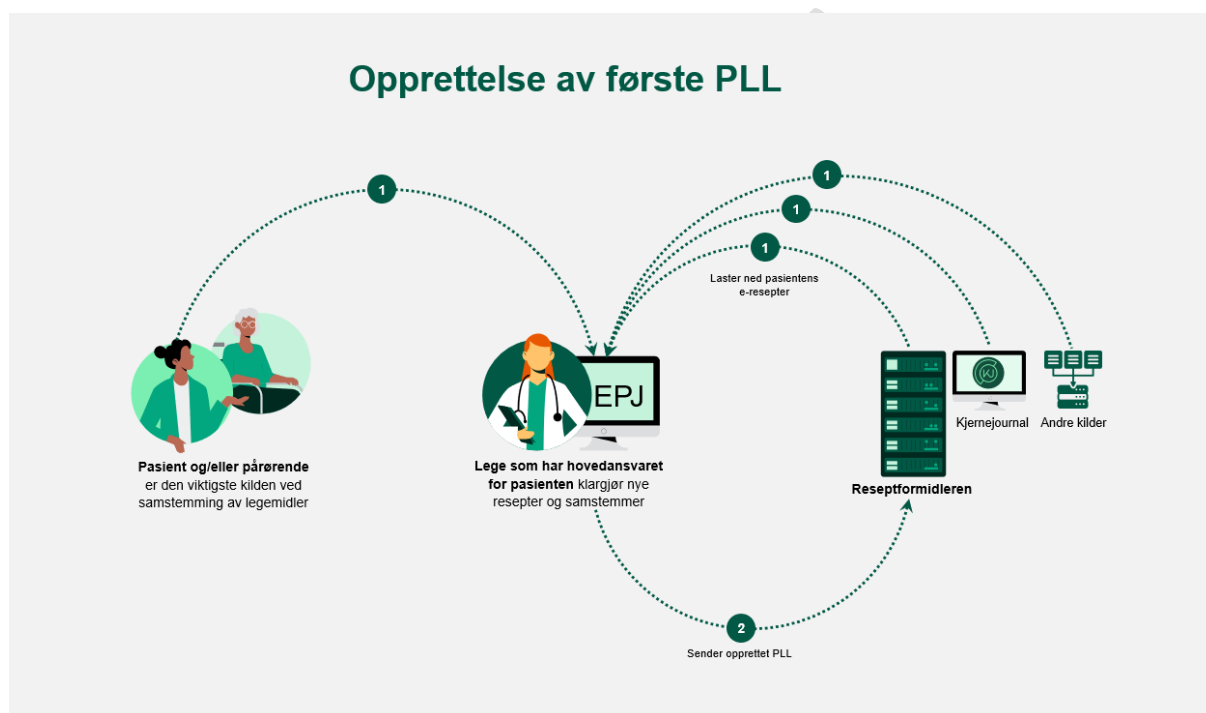 Opprettelse av første PLL
1
1
1
1
Laster ned pasientens
e-resepter
EPJ
Kjernejournal
Andre kilder
Pasient og/eller pårørende
er den viktigste kilden ved
samstemming av legemidler
Lege som har hovedansvaret
for pasienten klargjør nye
resepter og samstemmer
Reseptformidleren
2
Sender opprettet PLL